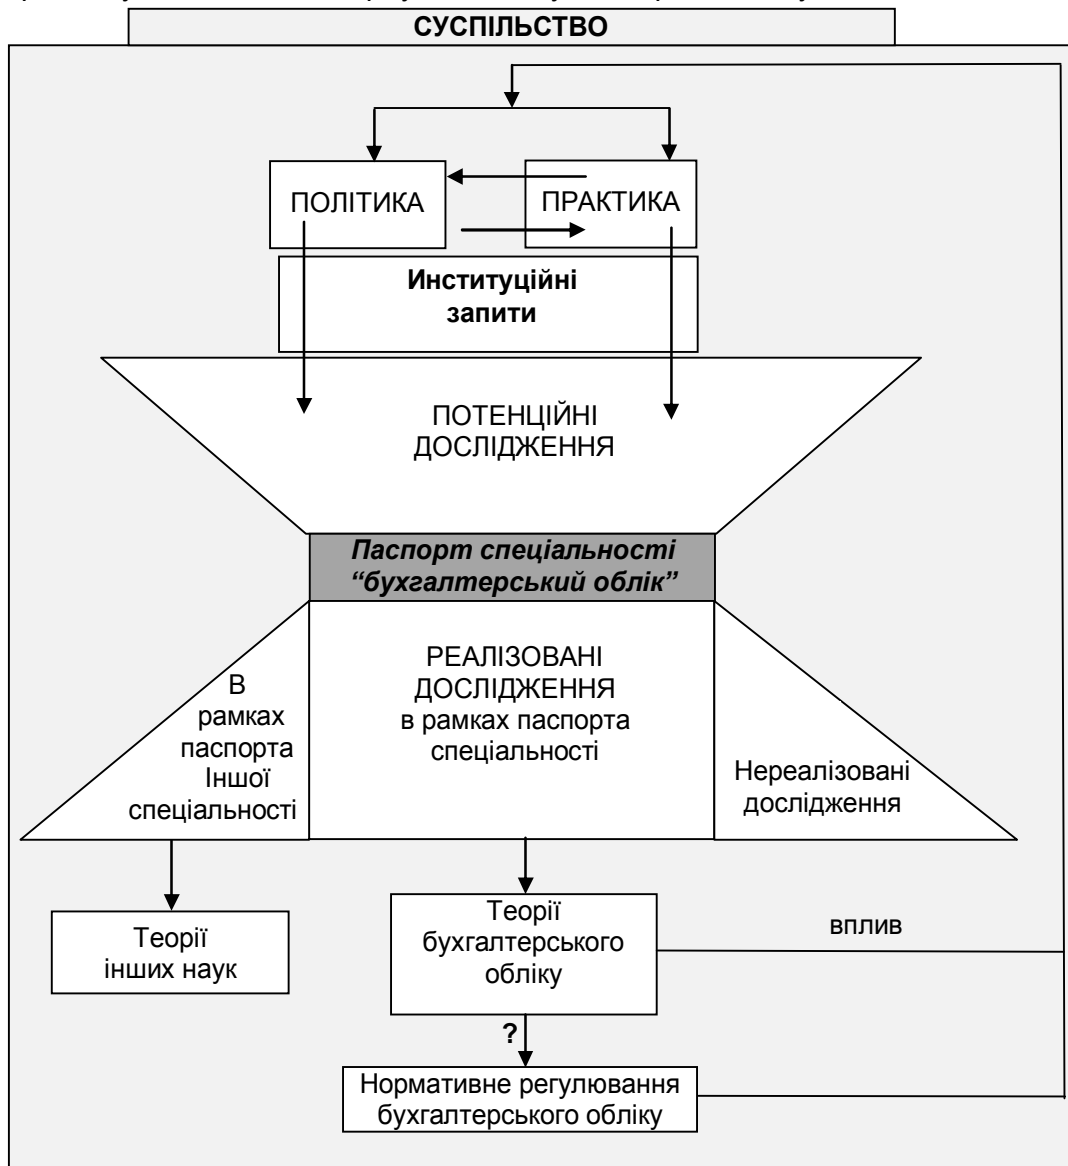 СУСПІЛЬСТВО
ПОЛІТИКА
ПРАКТИКА
Институційні
запити
ПОТЕНЦІЙНІ
ДОСЛІДЖЕННЯ
Паспорт спеціальності
“бухгалтерський облік”
В
рамках
паспорта
Іншої
спеціальності
РЕАЛІЗОВАНІ
ДОСЛІДЖЕННЯ
в рамках паспорта
спеціальності
Нереалізовані
дослідження
Теорії
інших наук
Теорії
бухгалтерського
обліку
вплив
?
Нормативне регулювання
бухгалтерського обліку